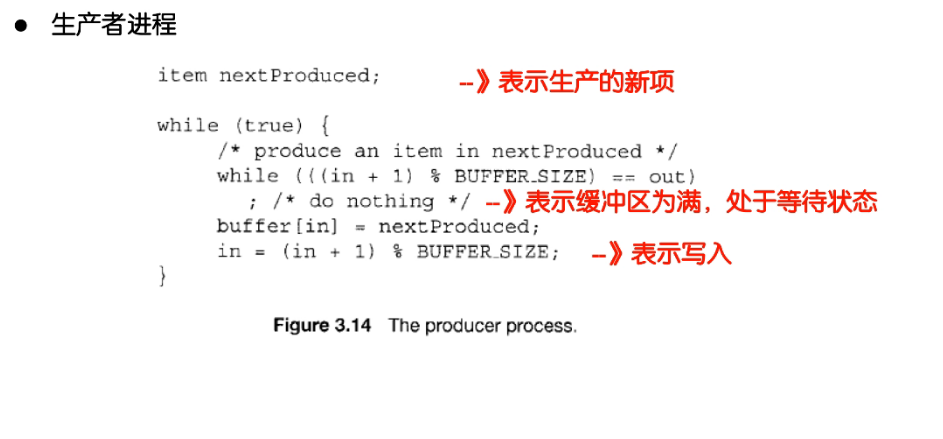 ● 生产者进程
item nextProduced; --》表示生产的新项
while (true) {
/* produce an item in nextProduced */
while (((in + 1) % BUFFER_SIZE) == out)
; /* do nothing */ --》表示缓冲区为满，处于等待状态
buffer[in] = nextProduced;
in = (in + 1) % BUFFER_SIZE; --》表示写入
}
Figure 3.14 The producer process.